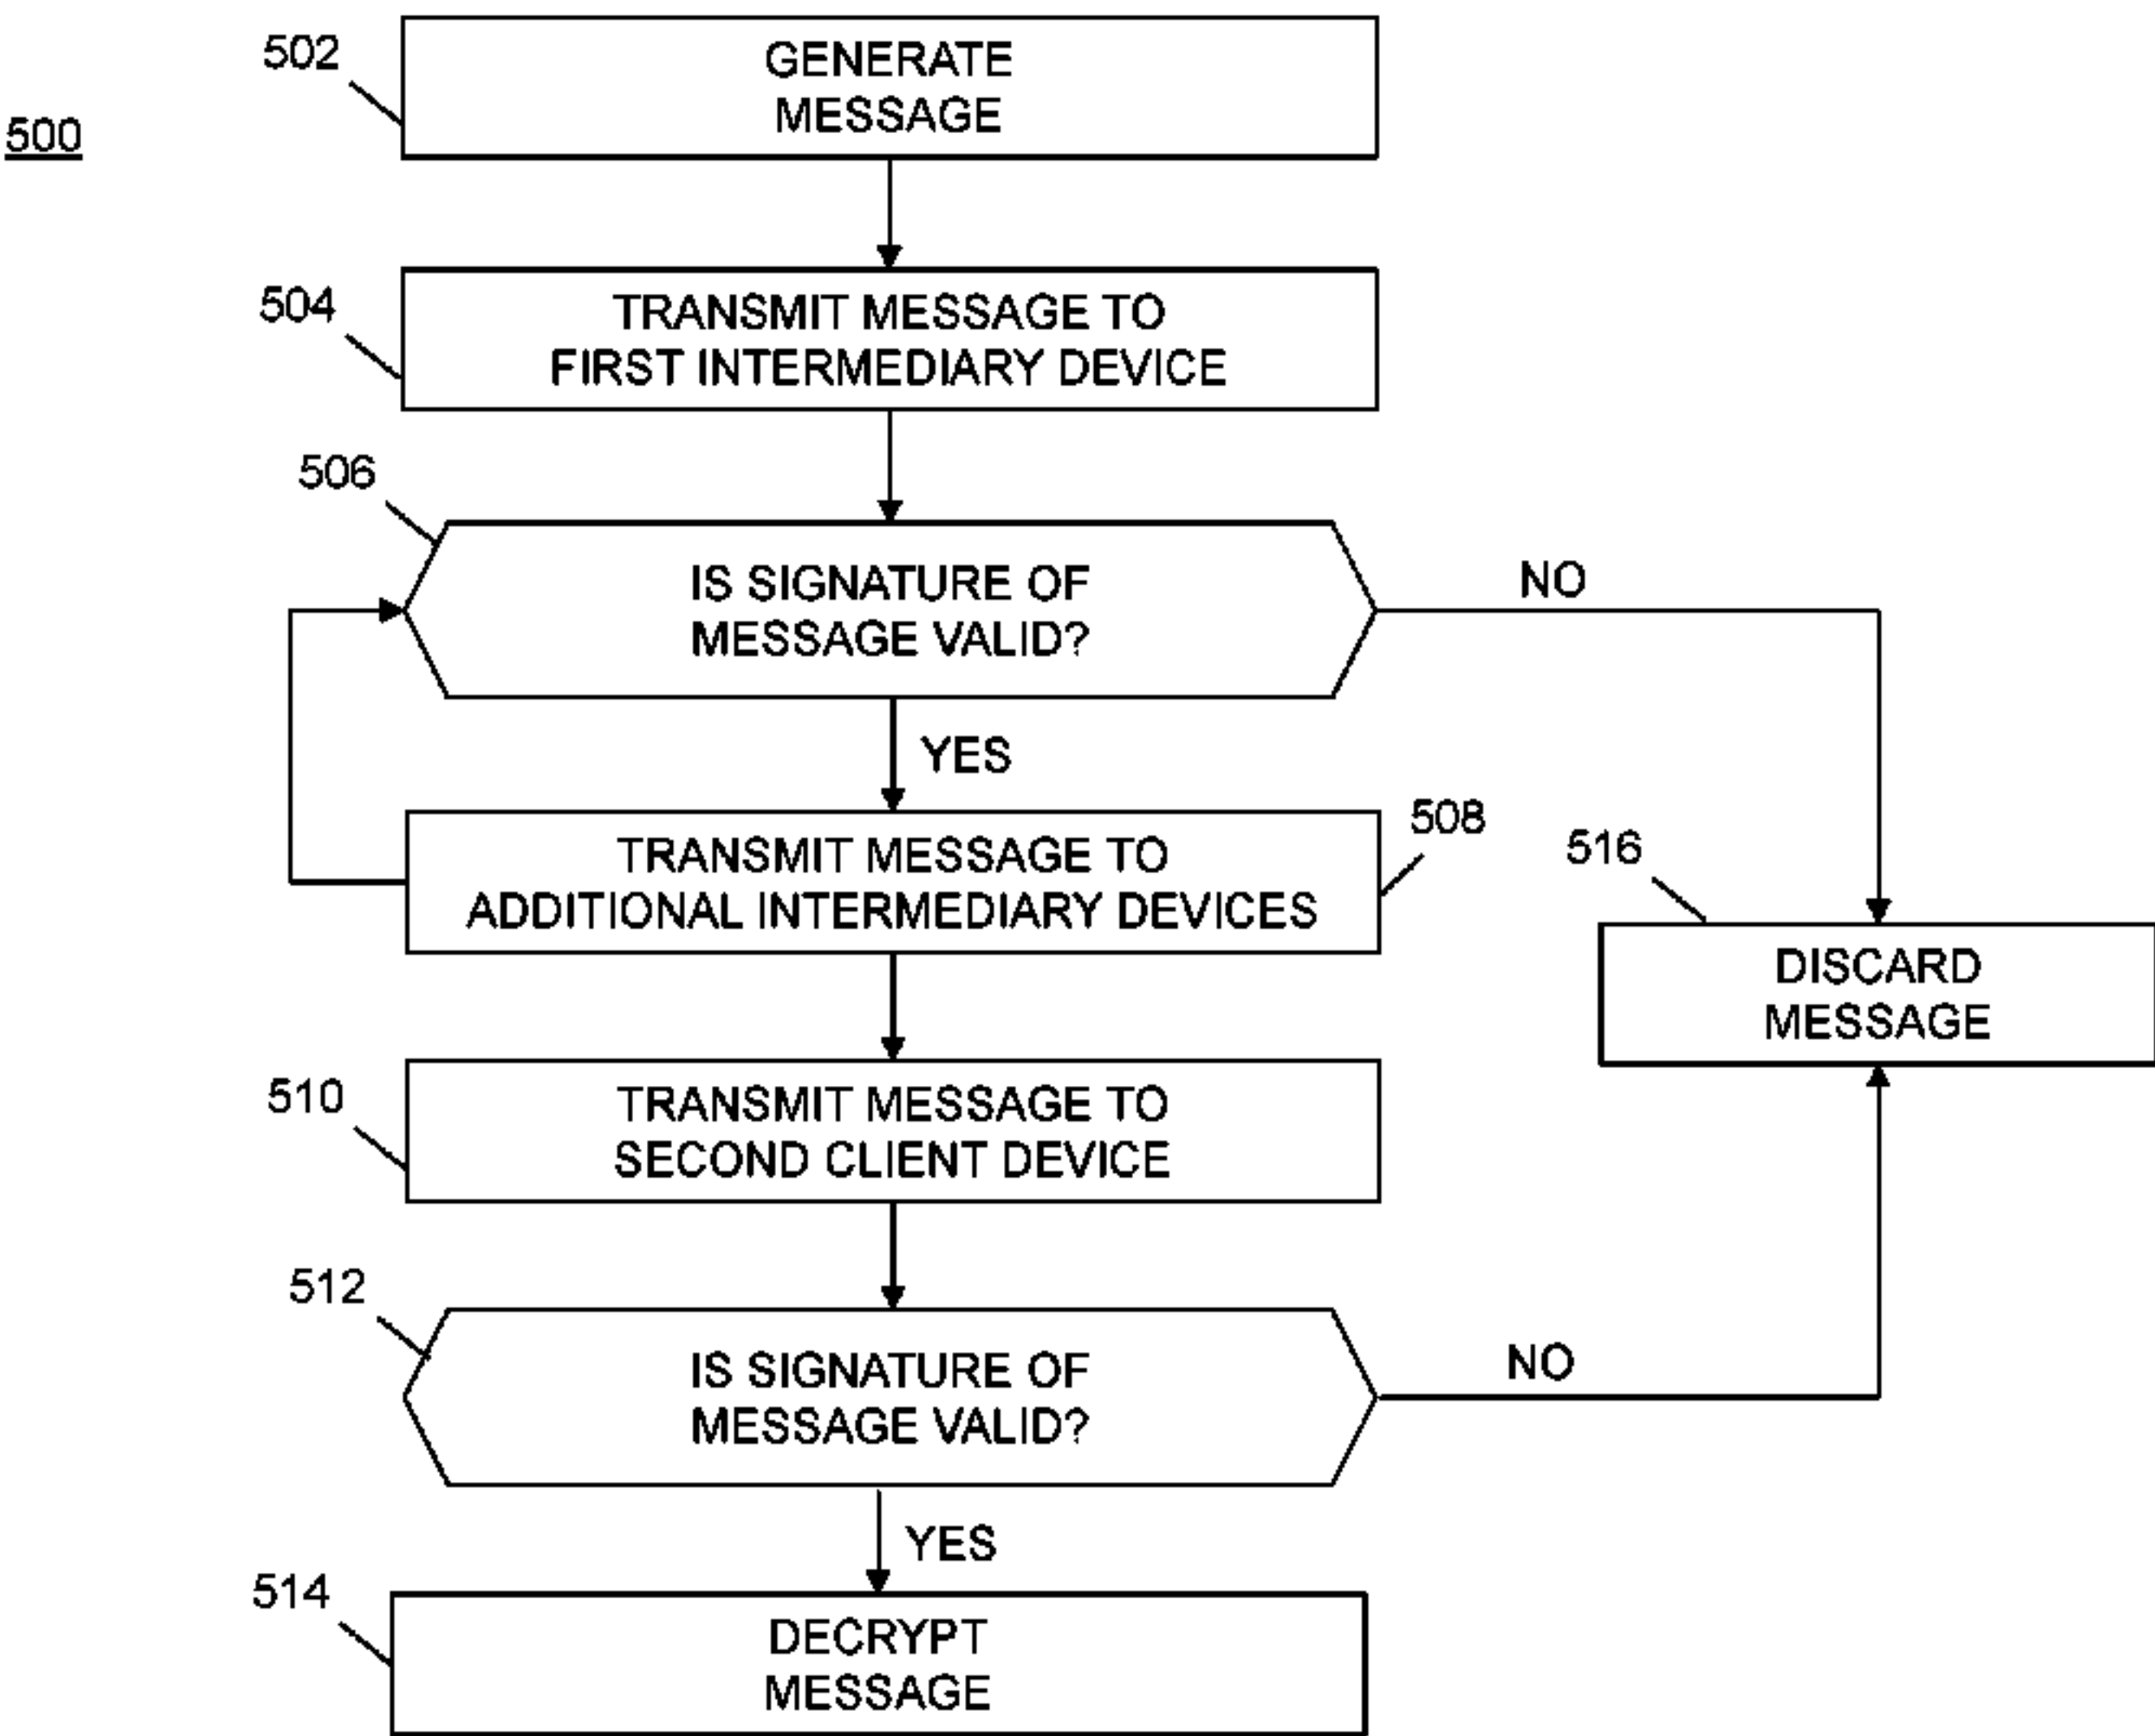 502
GENERATE
MESSAGE
500
504
TRANSMIT MESSAGE TO
FIRST INTERMEDIARY DEVICE
506
IS SIGNATURE OF
MESSAGE VALID?
NO
YES
508
TRANSMIT MESSAGE TO
ADDITIONAL INTERMEDIARY DEVICES
516
DISCARD
MESSAGE
510
TRANSMIT MESSAGE TO
SECOND CLIENT DEVICE
512
IS SIGNATURE OF
MESSAGE VALID?
NO
YES
514
DECRYPT
MESSAGE